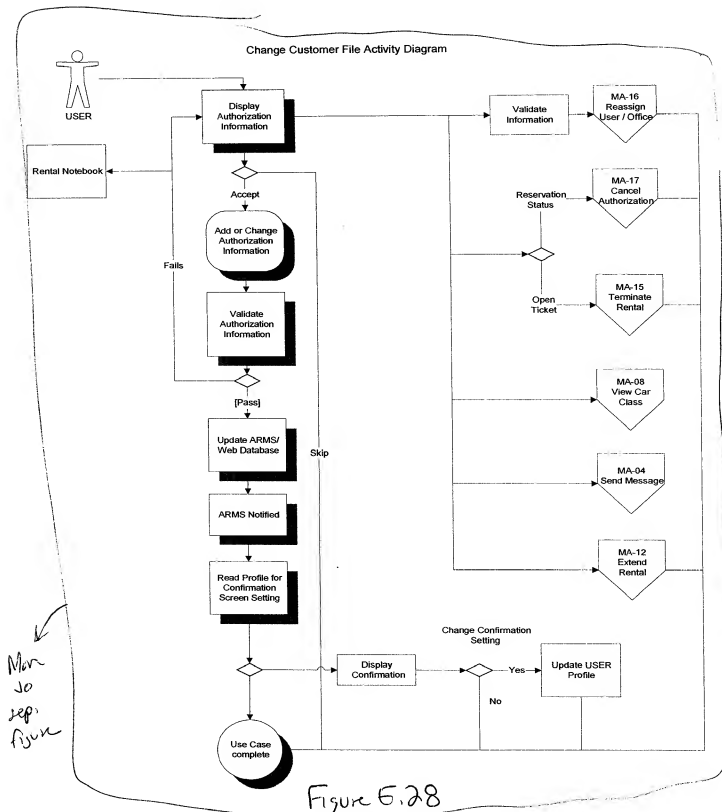 Change Customer File Activity Diagram
USER
Display
Authorization
Information
Validate
Information
MA-16
Reassign
User / Office
Rental Notebook
Accept
Reservation
Status
MA-17
Cancel
Authorization
Add or Change
Authorization
Information
Fails
Open
Ticket
MA-15
Terminate
Rental
Validate
Authorization
Information
[Pass]
MA-08
View Car
Class
Update ARMS/
Web Database
Skip
MA-04
Send Message
ARMS Notified
MA-12
Extend
Rental
Read Profile for
Confirmation
Screen Setting
Change Confirmation
Setting
Display
Confirmation
Yes
Update USER
Profile
No
Use Case
complete
to
sep.
figure
Figure 6.28